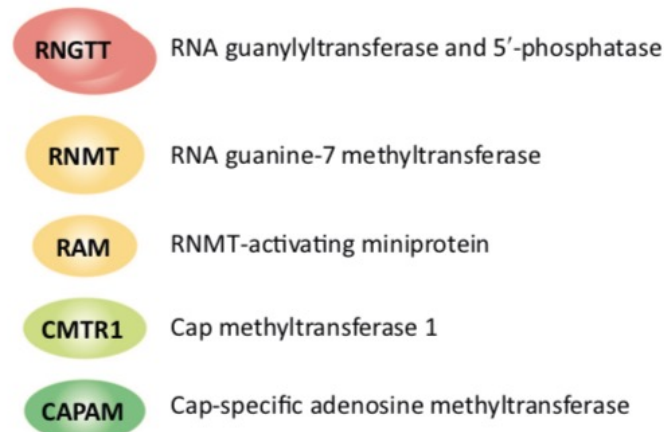 RNGTT RNA guanylyltransferase and 5′-phosphatase
RNMT RNA guanine-7 methyltransferase
RAM RNMT-activating miniprotein
CMTR1 Cap methyltransferase 1
CAPAM Cap-specific adenosine methyltransferase